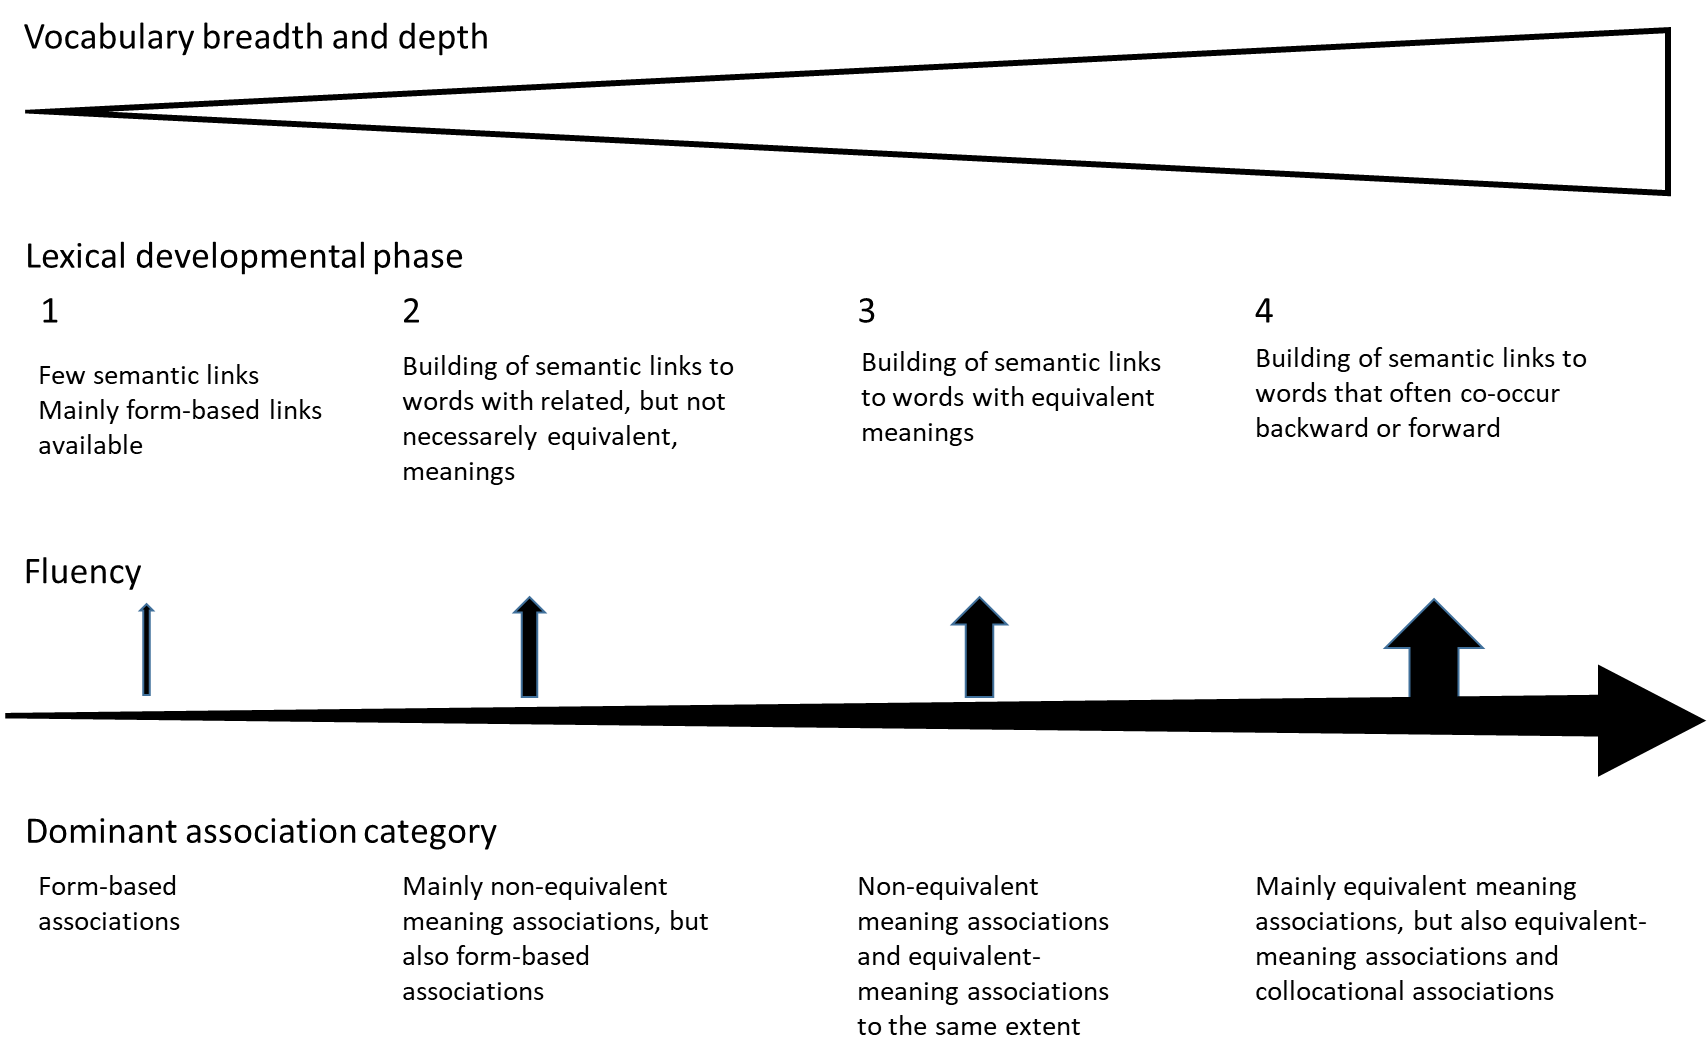 Vocabulary breadth and depth
Lexical developmental phase
1
Few semantic links
Mainly form-based links
available
2
Building of semantic links to
words with related, but not
necessarely equivalent,
meanings
3
Building of semantic links
to words with equivalent
meanings
4
Building of semantic links to
words that often co-occur
backward or forward
Fluency
Dominant association category
Form-based
associations
Mainly non-equivalent
meaning associations, but
also form-based
associations
Non-equivalent
meaning associations
and equivalent-
meaning associations
to the same extent
Mainly equivalent meaning
associations, but also equivalent-
meaning associations and
collocational associations